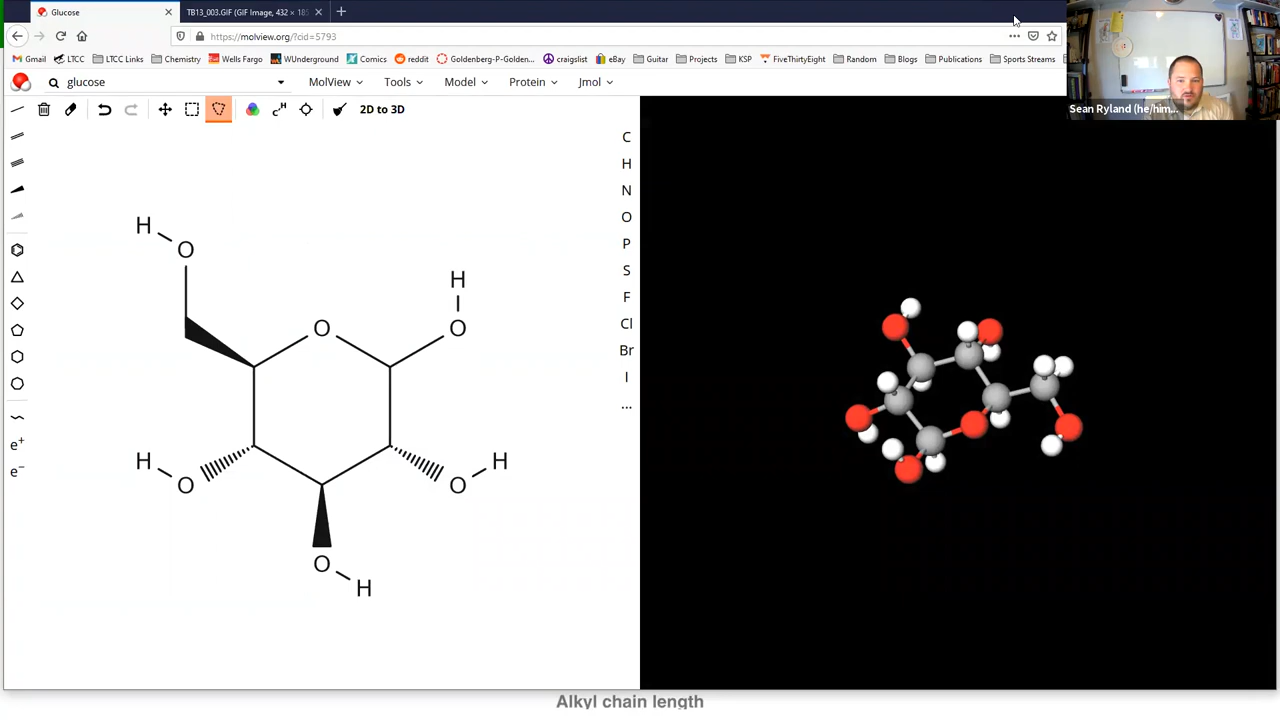 Glucose
TB13_003.GIF (GIF Image, 432 × 18
https://molview.org/?cid=5793
Gmail LTCC LTCC Links Chemistry Wells Fargo WUnderground Comics reddit Goldenberg-P-Golden... craigslist eBay Guitar Projects KSP FiveThirtyEight Random Blogs Publications Sports Streams
glucose MolView Tools Model Protein Jmol
2D to 3D
Sean Ryland (he/him...
C
H
N
O
P
S
F
Cl
Br
I
...
e⁺
e⁻
H
O
H
O
O
H
O
H
O
O
H
Alkyl chain length